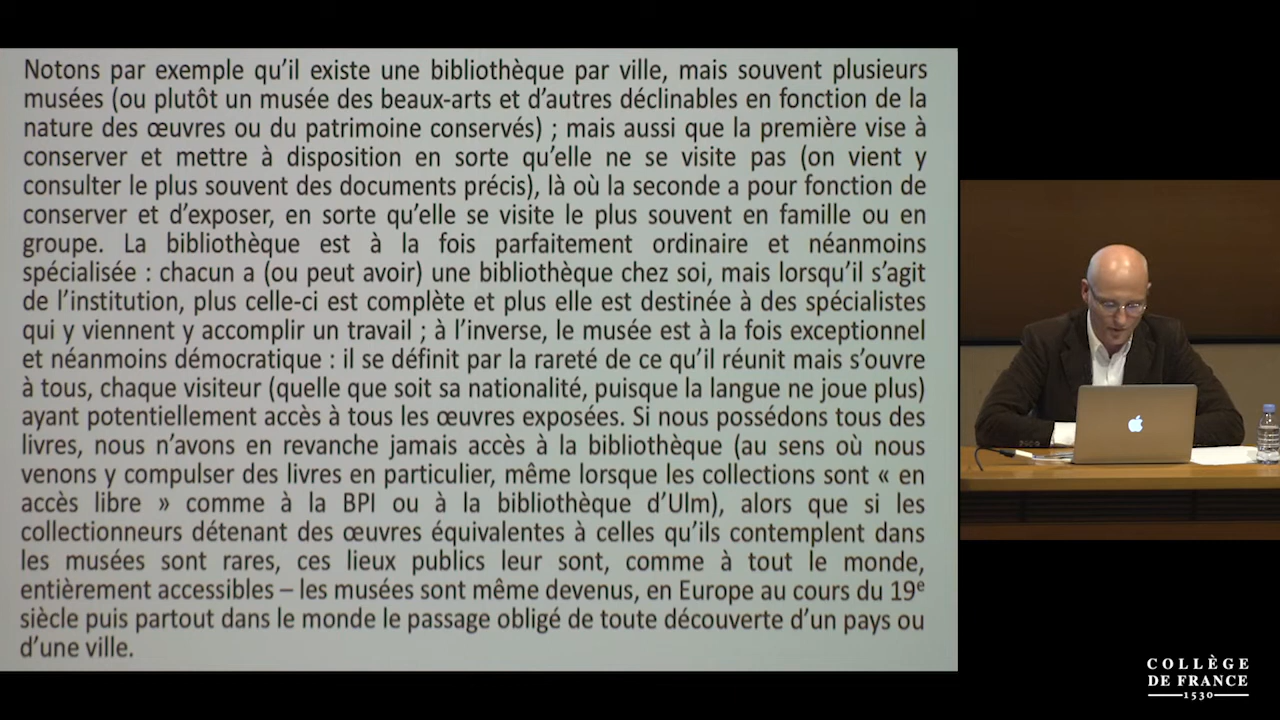 Notons par exemple qu'il existe une bibliothèque par ville, mais souvent plusieurs
musées (ou plutôt un musée des beaux-arts et d'autres déclinables en fonction de la
nature des œuvres ou du patrimoine conservés) ; mais aussi que la première vise à
conserver et mettre à disposition en sorte qu'elle ne se visite pas (on vient y
consulter le plus souvent des documents précis), là où la seconde a pour fonction de
conserver et d'exposer, en sorte qu'elle se visite le plus souvent en famille ou en
groupe. La bibliothèque est à la fois parfaitement ordinaire et néanmoins
spécialisée : chacun a (ou peut avoir) une bibliothèque chez soi, mais lorsqu'il s'agit
de l'institution, plus celle-ci est complète et plus elle est destinée à des spécialistes
qui y viennent y accomplir un travail ; à l'inverse, le musée est à la fois exceptionnel
et néanmoins démocratique : il se définit par la rareté de ce qu'il réunit mais s'ouvre
à tous, chaque visiteur (quelle que soit sa nationalité, puisque la langue ne joue plus)
ayant potentiellement accès à tous les œuvres exposées. Si nous possédons tous des
livres, nous n'avons en revanche jamais accès à la bibliothèque (au sens où nous
venons y compulser des livres en particulier, même lorsque les collections sont « en
accès libre » comme à la BPI ou à la bibliothèque d'Ulm), alors que si les
collectionneurs détenant des œuvres équivalentes à celles qu'ils contemplent dans
les musées sont rares, ces lieux publics leur sont, comme à tout le monde,
entièrement accessibles – les musées sont même devenus, en Europe au cours du 19e
siècle puis partout dans le monde le passage obligé de toute découverte d'un pays ou
d'une ville.
COLLÈGE
DE FRANCE
1530